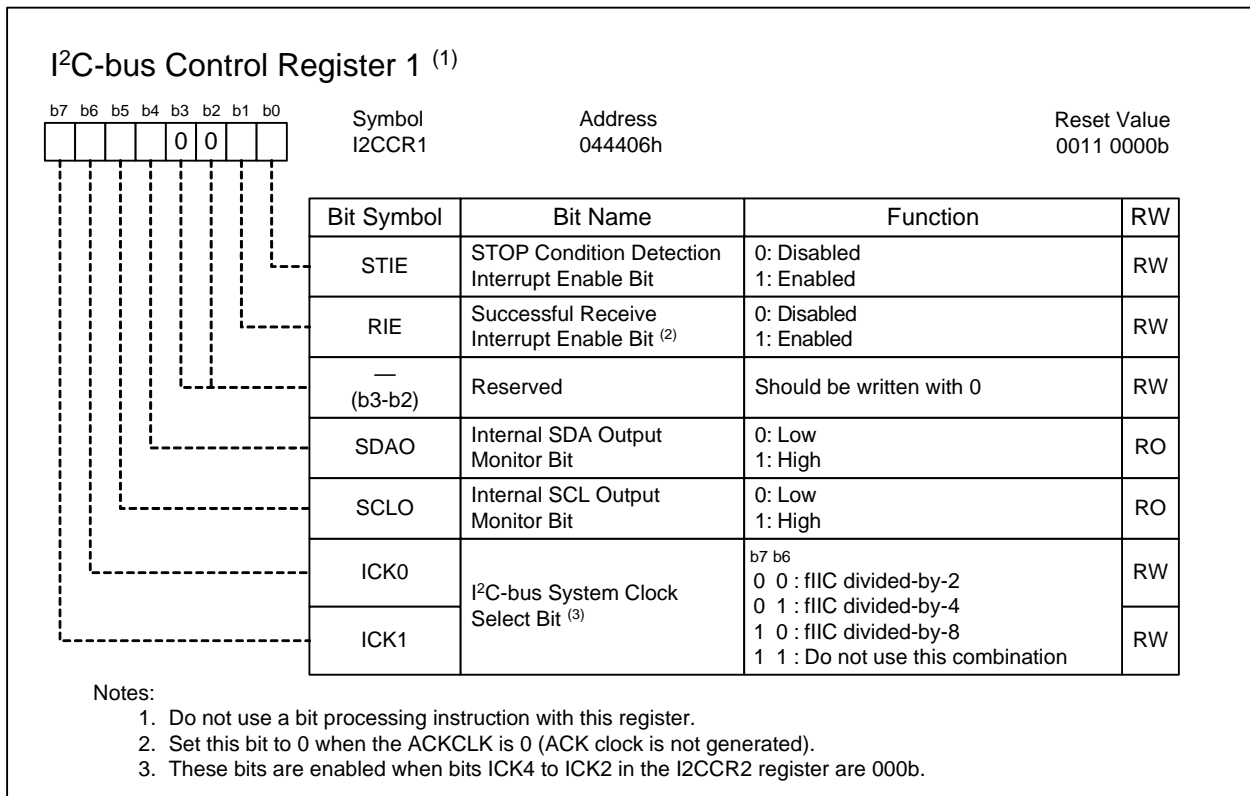 I²C-bus Control Register 1 (1)
b7 b6 b5 b4 b3 b2 b1 b0
0 0
Symbol Address Reset Value
I2CCR1 044406h 0011 0000b
Bit Symbol Bit Name Function RW
STIE STOP Condition Detection Interrupt Enable Bit 0: Disabled 1: Enabled RW
RIE Successful Receive Interrupt Enable Bit (2) 0: Disabled 1: Enabled RW
— (b3-b2) Reserved Should be written with 0 RW
SDAO Internal SDA Output Monitor Bit 0: Low 1: High RO
SCLO Internal SCL Output Monitor Bit 0: Low 1: High RO
ICK0 I²C-bus System Clock Select Bit (3) b7 b6 RW
0 0 : fIIC divided-by-2
0 1 : fIIC divided-by-4
1 0 : fIIC divided-by-8
1 1 : Do not use this combination
ICK1 RW
Notes:
1. Do not use a bit processing instruction with this register.
2. Set this bit to 0 when the ACKCLK is 0 (ACK clock is not generated).
3. These bits are enabled when bits ICK4 to ICK2 in the I2CCR2 register are 000b.